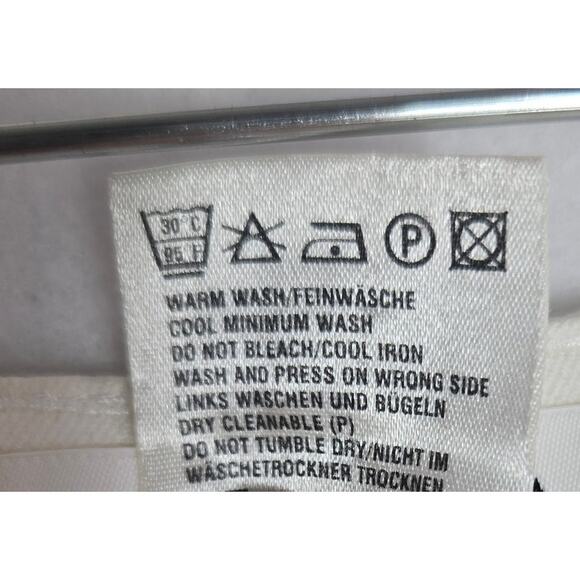 30°C
95 F
P
WARM WASH/FEINWÄSCHE
COOL MINIMUM WASH
DO NOT BLEACH/COOL IRON
WASH AND PRESS ON WRONG SIDE
LINKS WASCHEN UND BÜGELN
DRY CLEANABLE (P)
DO NOT TUMBLE DRY/NICHT IM
WÄSCHETROCKNER TROCKNEN